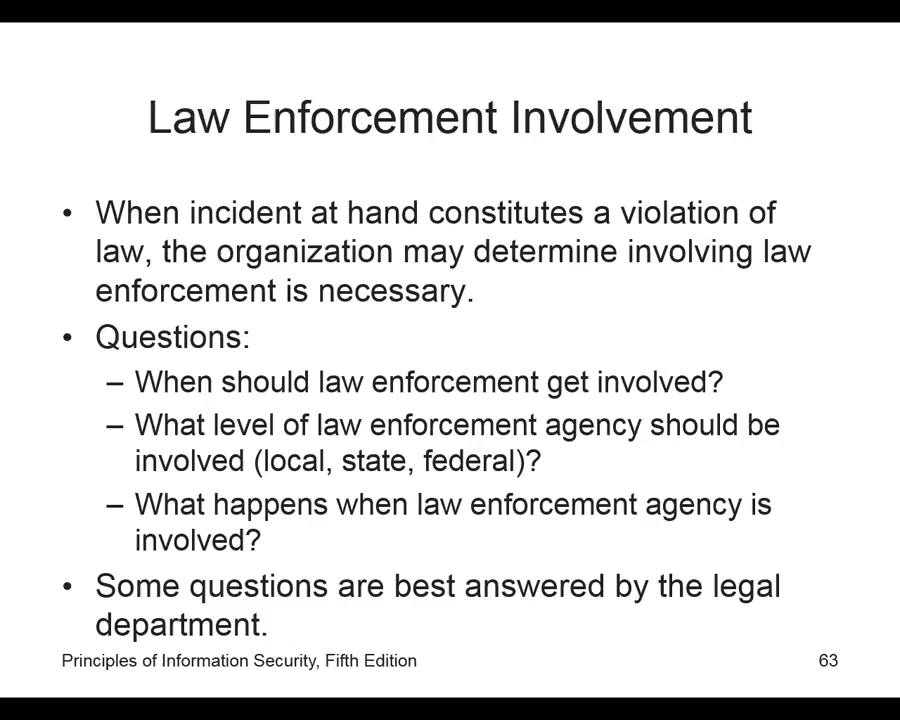 Law Enforcement Involvement
• When incident at hand constitutes a violation of
law, the organization may determine involving law
enforcement is necessary.
• Questions:
– When should law enforcement get involved?
– What level of law enforcement agency should be
involved (local, state, federal)?
– What happens when law enforcement agency is
involved?
• Some questions are best answered by the legal
department.
Principles of Information Security, Fifth Edition
63